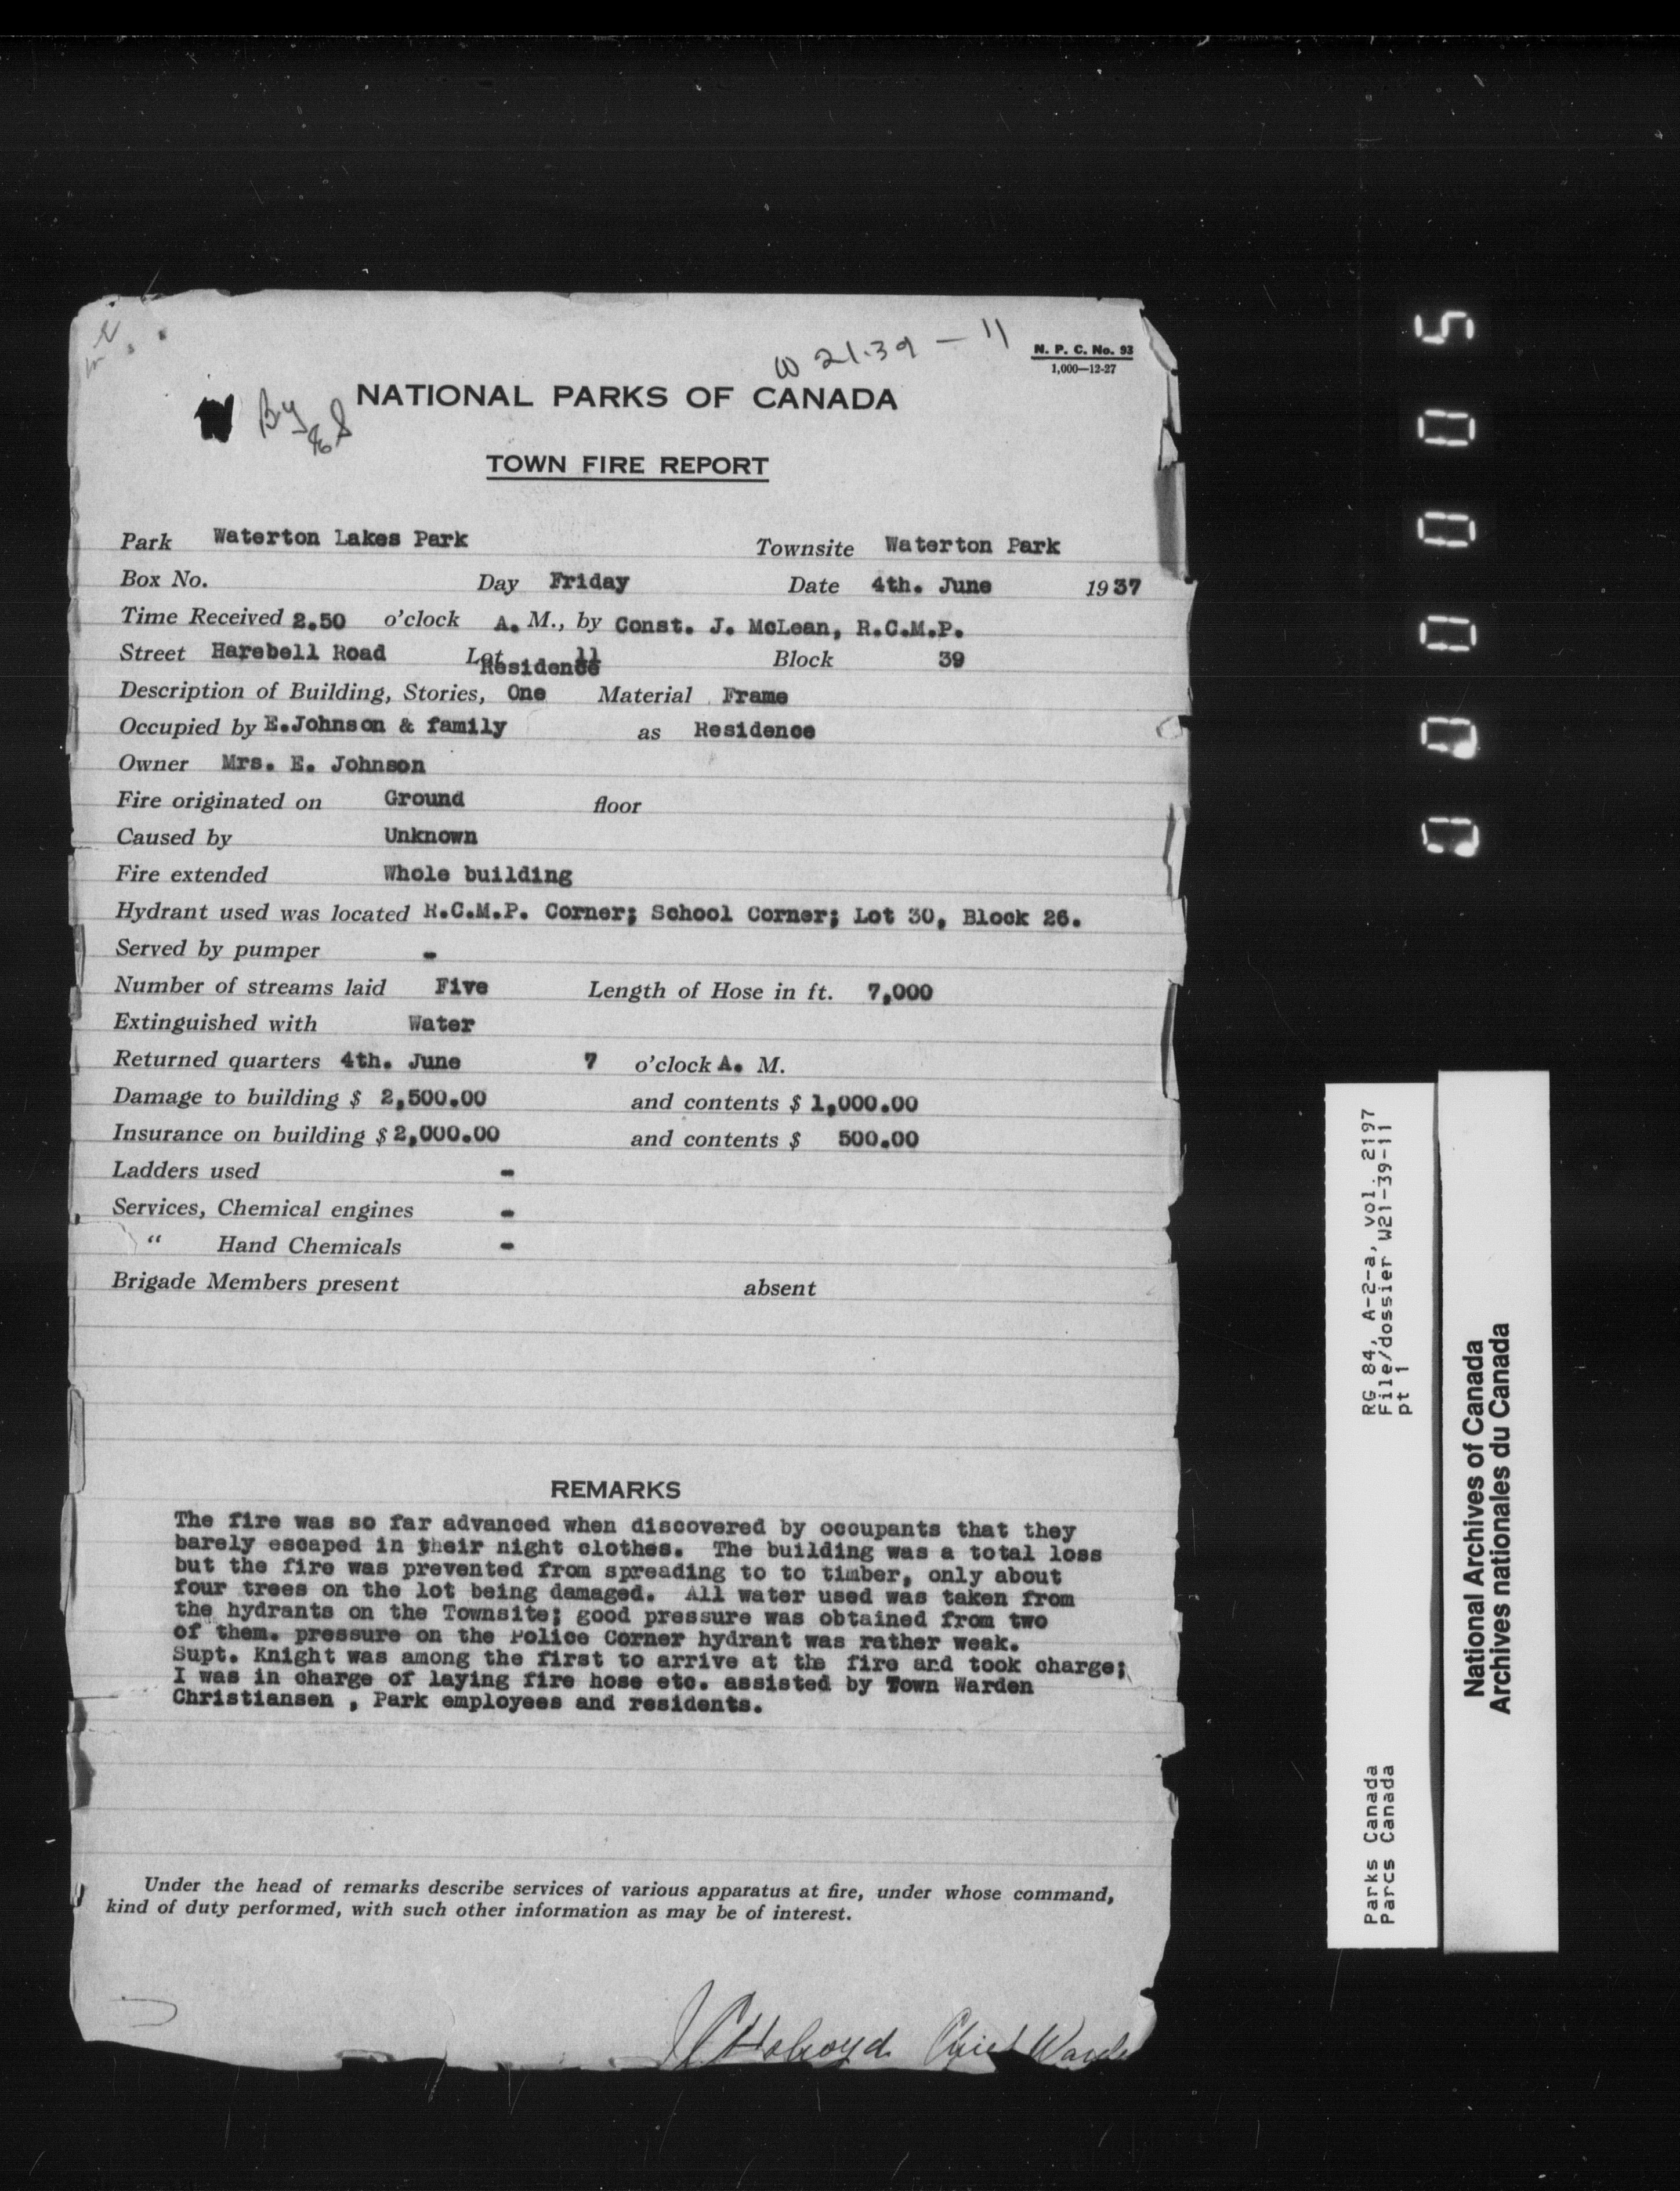 W 21-39 - 11
N. P. C. No. 93
1,000—12-27
By
NATIONAL PARKS OF CANADA
TOWN FIRE REPORT
Park Waterton Lakes Park Townsite Waterton Park
Box No. Day Friday Date 4th. June 1937
Time Received 2.50 o'clock A. M., by Const. J. McLean, R.C.M.P.
Street Harebell Road Lot 11 Block 39
Residence
Description of Building, Stories, One Material Frame
Occupied by E.Johnson & family as Residence
Owner Mrs. E. Johnson
Fire originated on Ground floor
Caused by Unknown
Fire extended Whole building
Hydrant used was located R.C.M.P. Corner; School Corner; Lot 30, Block 26.
Served by pumper -
Number of streams laid Five Length of Hose in ft. 7,000
Extinguished with Water
Returned quarters 4th. June 7 o'clock A. M.
Damage to building $ 2,500.00 and contents $ 1,000.00
Insurance on building $ 2,000.00 and contents $ 500.00
Ladders used -
Services, Chemical engines -
" Hand Chemicals -
Brigade Members present absent
REMARKS
The fire was so far advanced when discovered by occupants that they
barely escaped in their night clothes. The building was a total loss
but the fire was prevented from spreading to to timber, only about
four trees on the lot being damaged. All water used was taken from
the hydrants on the Townsite; good pressure was obtained from two
of them. pressure on the Police Corner hydrant was rather weak.
Supt. Knight was among the first to arrive at the fire and took charge;
I was in charge of laying fire hose etc. assisted by Town Warden
Christiansen , Park employees and residents.
Under the head of remarks describe services of various apparatus at fire, under whose command,
kind of duty performed, with such other information as may be of interest.
J C Holroyd Chief Warden
RG 84, A-2-a, vol. 2197
File/dossier W21-39-11
pt 1
Parks Canada
Parcs Canada
National Archives of Canada
Archives nationales du Canada